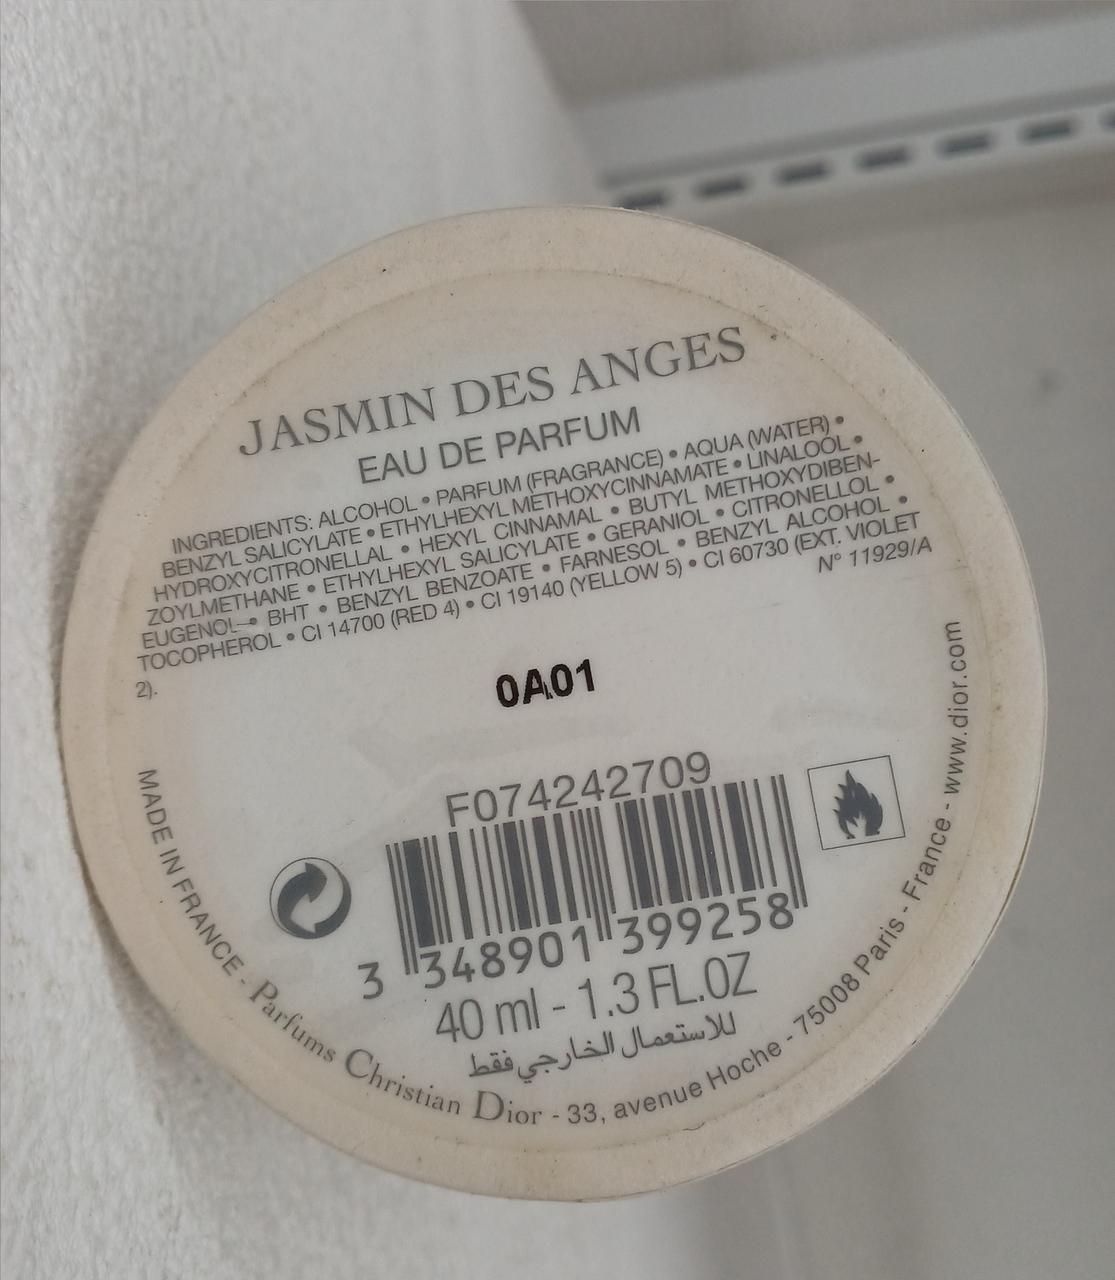 JASMIN DES ANGES
EAU DE PARFUM
INGREDIENTS: ALCOHOL • PARFUM (FRAGRANCE) • AQUA (WATER) •
BENZYL SALICYLATE • ETHYLHEXYL METHOXYCINNAMATE • LINALOOL •
HYDROXYCITRONELLAL • HEXYL CINNAMAL • BUTYL METHOXYDIBEN-
ZOYLMETHANE • ETHYLHEXYL SALICYLATE • GERANIOL • CITRONELLOL •
EUGENOL • BHT • BENZYL BENZOATE • FARNESOL • BENZYL ALCOHOL •
TOCOPHEROL • CI 14700 (RED 4) • CI 19140 (YELLOW 5) • CI 60730 (EXT. VIOLET
2).
N° 11929/A
0A01
F074242709
3 348901 399258
40 ml - 1.3 FL.OZ
للاستعمال الخارجي فقط
MADE IN FRANCE - Parfums Christian Dior - 33, avenue Hoche - 75008 Paris - France - www.dior.com